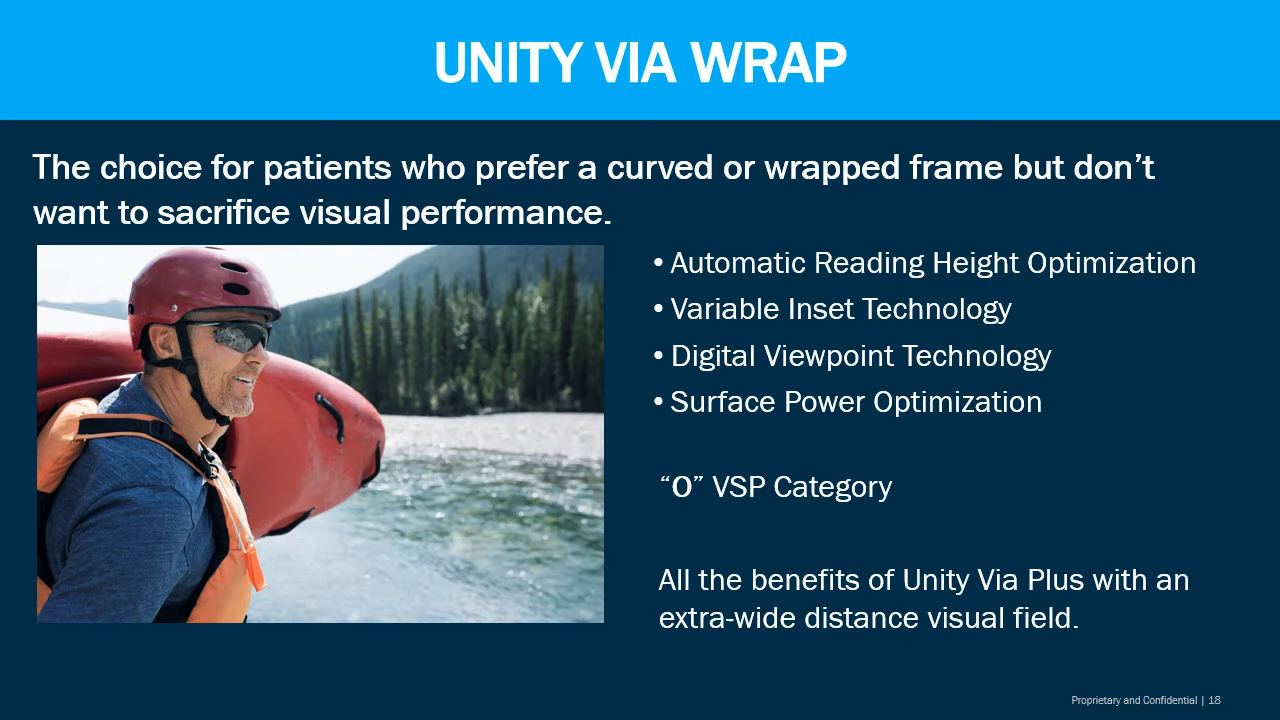 UNITY VIA WRAP
The choice for patients who prefer a curved or wrapped frame but don’t
want to sacrifice visual performance.
• Automatic Reading Height Optimization
• Variable Inset Technology
• Digital Viewpoint Technology
• Surface Power Optimization
“O” VSP Category
All the benefits of Unity Via Plus with an
extra-wide distance visual field.
Proprietary and Confidential | 18